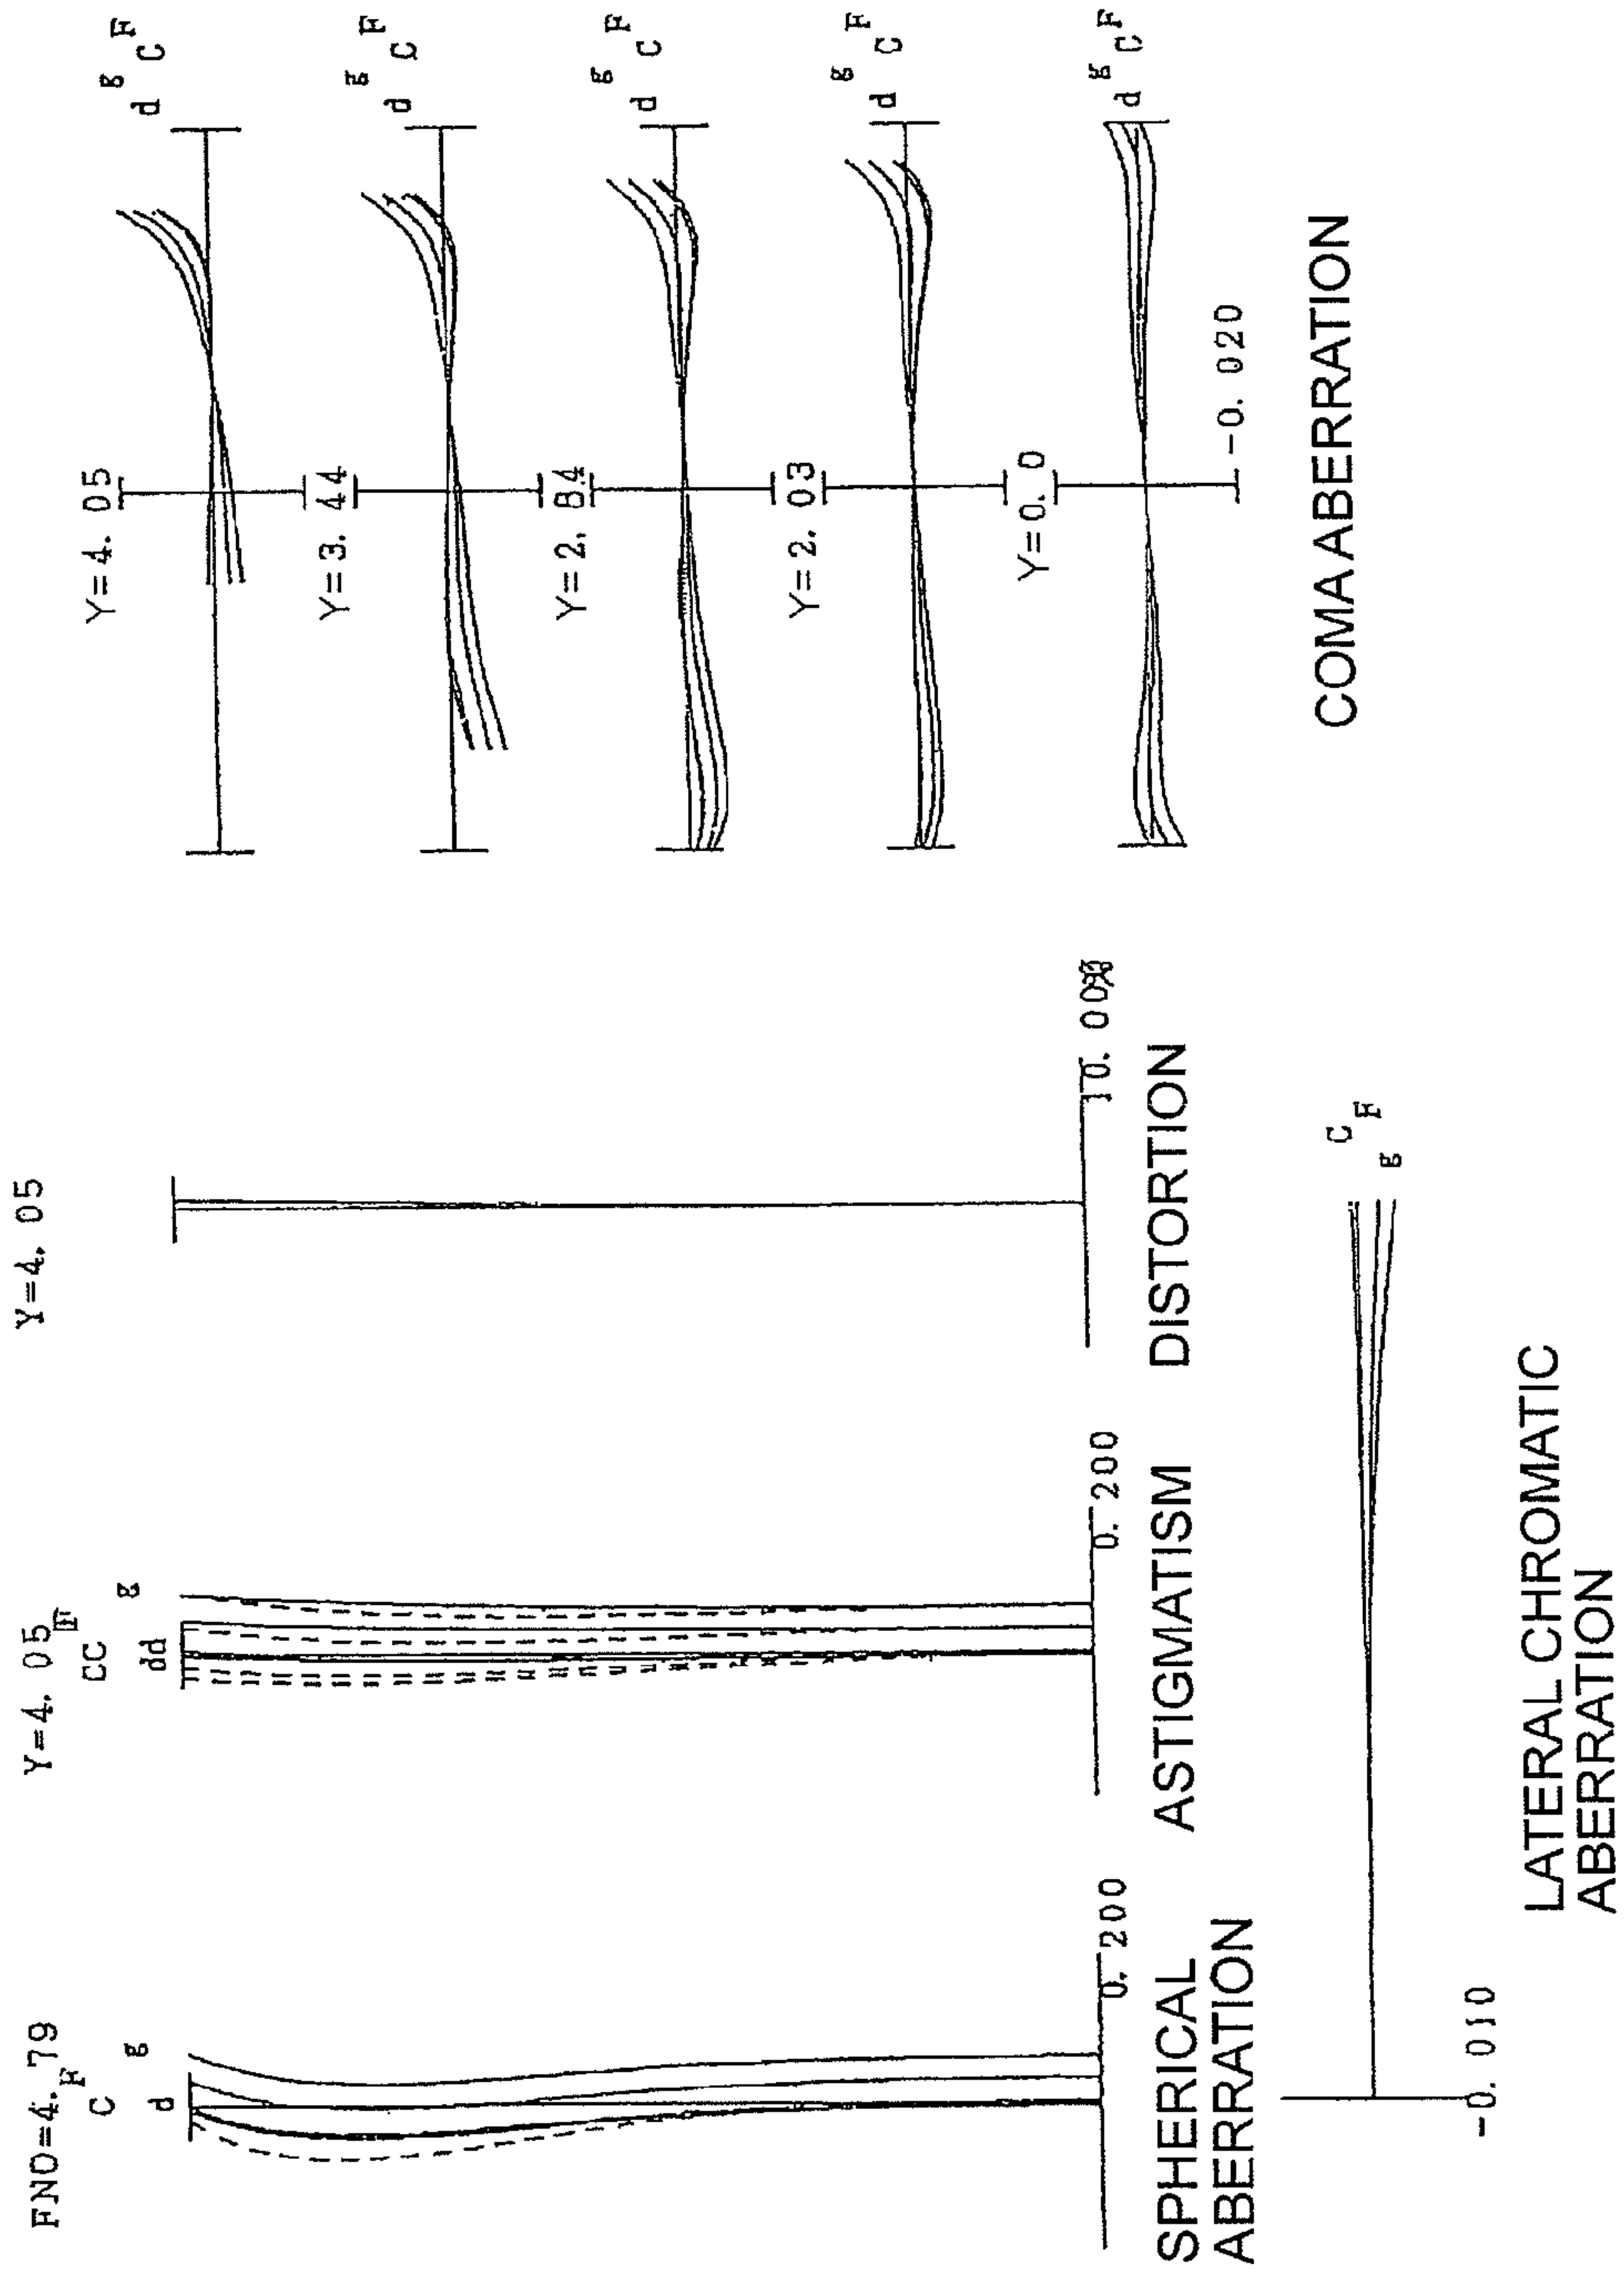 FNO=4. 79
F
C
g
d
0. 200
SPHERICAL
ABERRATION
Y=4. 05
F
CC
g
dd
0. 200
ASTIGMATISM
Y=4. 05
10. 00%
DISTORTION
Y=4. 05
d g C F
Y=3. 44
d g C F
Y=2. 84
d g C F
Y=2. 03
d g C F
Y=0. 0
d g C F
-0. 020
COMA ABERRATION
C
F
g
-0. 010
LATERAL CHROMATIC
ABERRATION